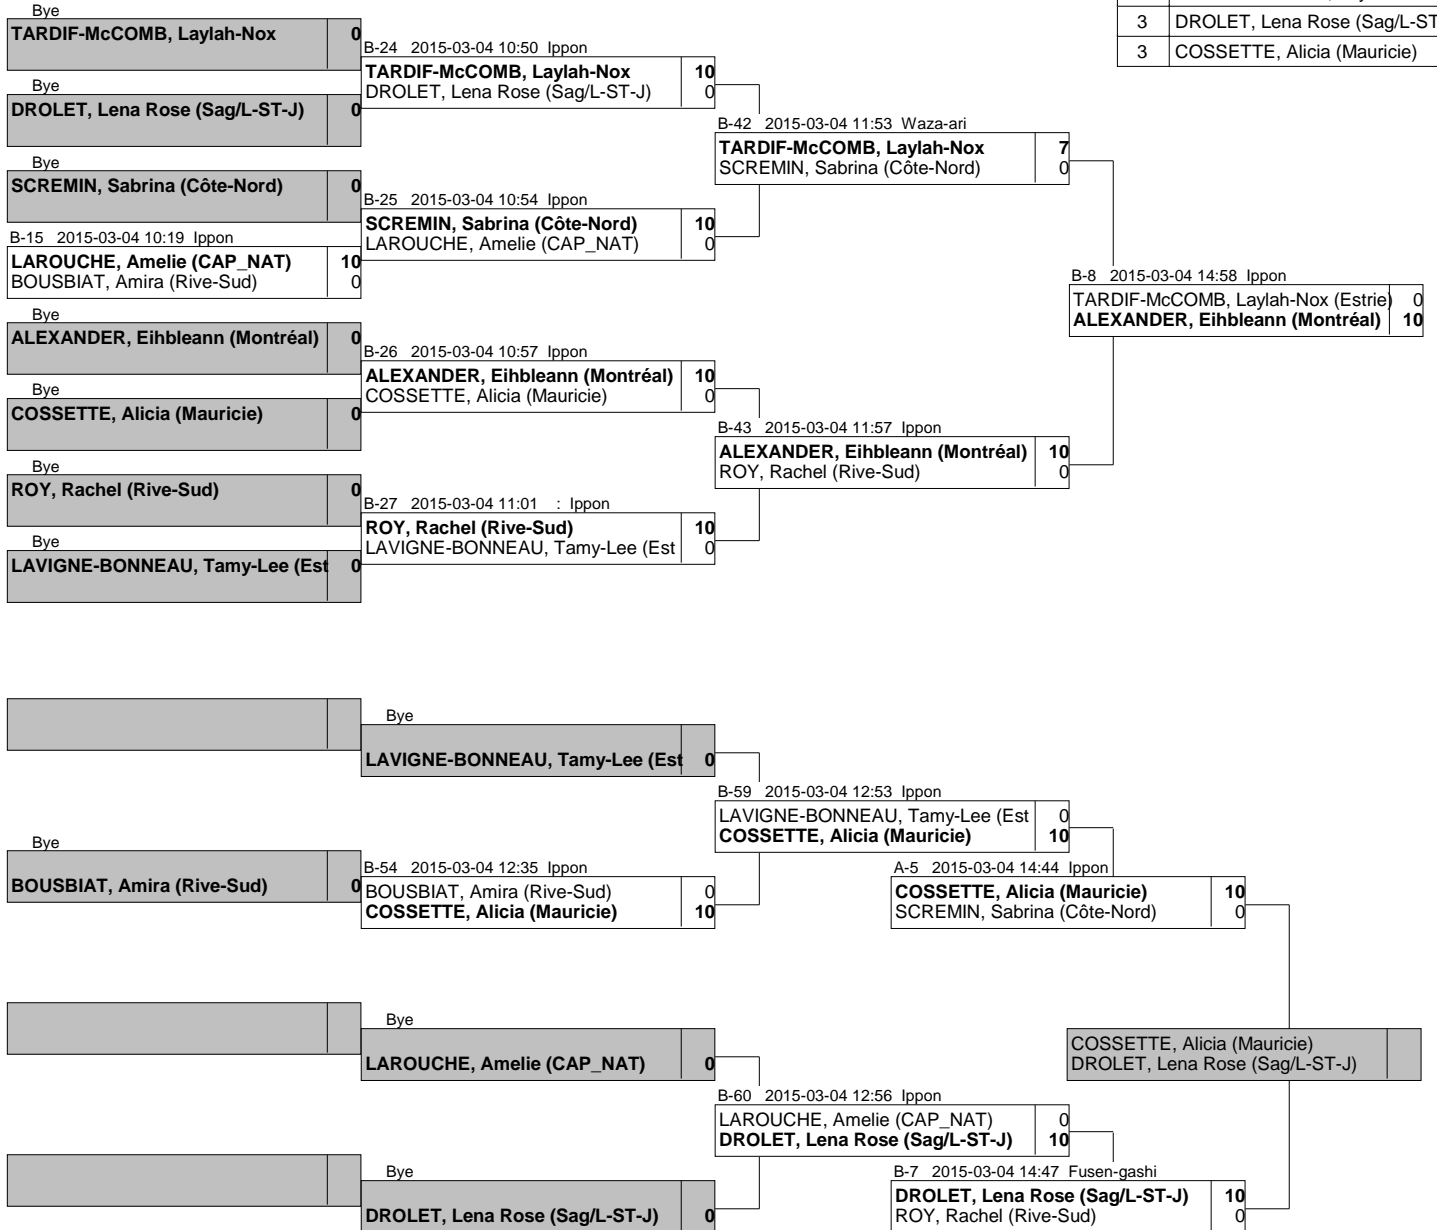 3 DROLET, Lena Rose (Sag/L-ST
3 COSSETTE, Alicia (Mauricie)
Bye
TARDIF-McCOMB, Laylah-Nox 0
B-24 2015-03-04 10:50 Ippon
TARDIF-McCOMB, Laylah-Nox 10
DROLET, Lena Rose (Sag/L-ST-J) 0
Bye
DROLET, Lena Rose (Sag/L-ST-J) 0
B-42 2015-03-04 11:53 Waza-ari
TARDIF-McCOMB, Laylah-Nox 7
SCREMIN, Sabrina (Côte-Nord) 0
Bye
SCREMIN, Sabrina (Côte-Nord) 0
B-25 2015-03-04 10:54 Ippon
SCREMIN, Sabrina (Côte-Nord) 10
LAROUCHE, Amelie (CAP_NAT) 0
B-15 2015-03-04 10:19 Ippon
LAROUCHE, Amelie (CAP_NAT) 10
BOUSBIAT, Amira (Rive-Sud) 0
B-8 2015-03-04 14:58 Ippon
TARDIF-McCOMB, Laylah-Nox (Estrie) 0
ALEXANDER, Eihbleann (Montréal) 10
Bye
ALEXANDER, Eihbleann (Montréal) 0
B-26 2015-03-04 10:57 Ippon
ALEXANDER, Eihbleann (Montréal) 10
COSSETTE, Alicia (Mauricie) 0
Bye
COSSETTE, Alicia (Mauricie) 0
B-43 2015-03-04 11:57 Ippon
ALEXANDER, Eihbleann (Montréal) 10
ROY, Rachel (Rive-Sud) 0
Bye
ROY, Rachel (Rive-Sud) 0
B-27 2015-03-04 11:01 : Ippon
ROY, Rachel (Rive-Sud) 10
LAVIGNE-BONNEAU, Tamy-Lee (Est 0
Bye
LAVIGNE-BONNEAU, Tamy-Lee (Est 0
Bye
LAVIGNE-BONNEAU, Tamy-Lee (Est 0
B-59 2015-03-04 12:53 Ippon
LAVIGNE-BONNEAU, Tamy-Lee (Est 0
COSSETTE, Alicia (Mauricie) 10
Bye
BOUSBIAT, Amira (Rive-Sud) 0
B-54 2015-03-04 12:35 Ippon
BOUSBIAT, Amira (Rive-Sud) 0
COSSETTE, Alicia (Mauricie) 10
A-5 2015-03-04 14:44 Ippon
COSSETTE, Alicia (Mauricie) 10
SCREMIN, Sabrina (Côte-Nord) 0
Bye
LAROUCHE, Amelie (CAP_NAT) 0
COSSETTE, Alicia (Mauricie)
DROLET, Lena Rose (Sag/L-ST-J)
B-60 2015-03-04 12:56 Ippon
LAROUCHE, Amelie (CAP_NAT) 0
DROLET, Lena Rose (Sag/L-ST-J) 10
Bye
DROLET, Lena Rose (Sag/L-ST-J) 0
B-7 2015-03-04 14:47 Fusen-gashi
DROLET, Lena Rose (Sag/L-ST-J) 10
ROY, Rachel (Rive-Sud) 0